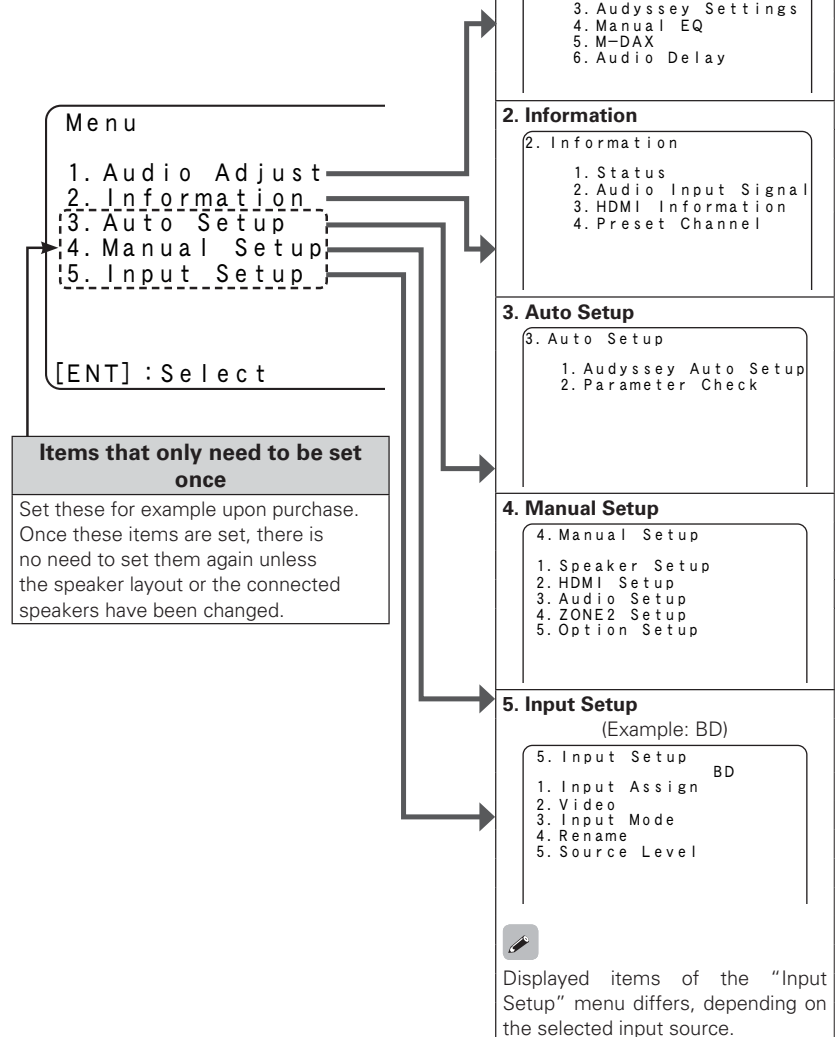 Menu
1. Audio Adjust
2. Information
3. Auto Setup
4. Manual Setup
5. Input Setup
[ENT] :Select
Items that only need to be set
once
Set these for example upon purchase.
Once these items are set, there is
no need to set them again unless
the speaker layout or the connected
speakers have been changed.
3. Audyssey Settings
4. Manual EQ
5. M-DAX
6. Audio Delay
2. Information
2. Information
1. Status
2. Audio Input Signal
3. HDMI Information
4. Preset Channel
3. Auto Setup
3. Auto Setup
1. Audyssey Auto Setup
2. Parameter Check
4. Manual Setup
4. Manual Setup
1. Speaker Setup
2. HDMI Setup
3. Audio Setup
4. ZONE2 Setup
5. Option Setup
5. Input Setup
(Example: BD)
5. Input Setup
BD
1. Input Assign
2. Video
3. Input Mode
4. Rename
5. Source Level
Displayed items of the “Input
Setup” menu differs, depending on
the selected input source.